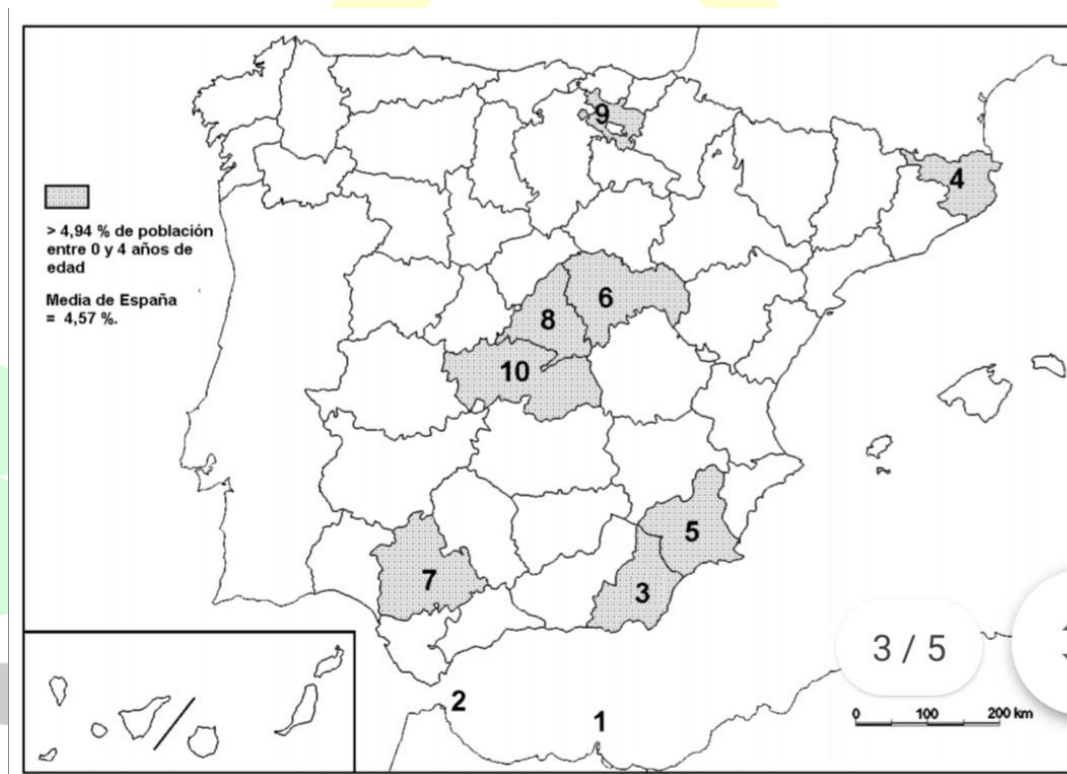 9
4
> 4,94 % de población
entre 0 y 4 años de
edad
Media de España
= 4,57 %.
6
8
10
5
7
3
3 / 5
2
1
0 100 200 km